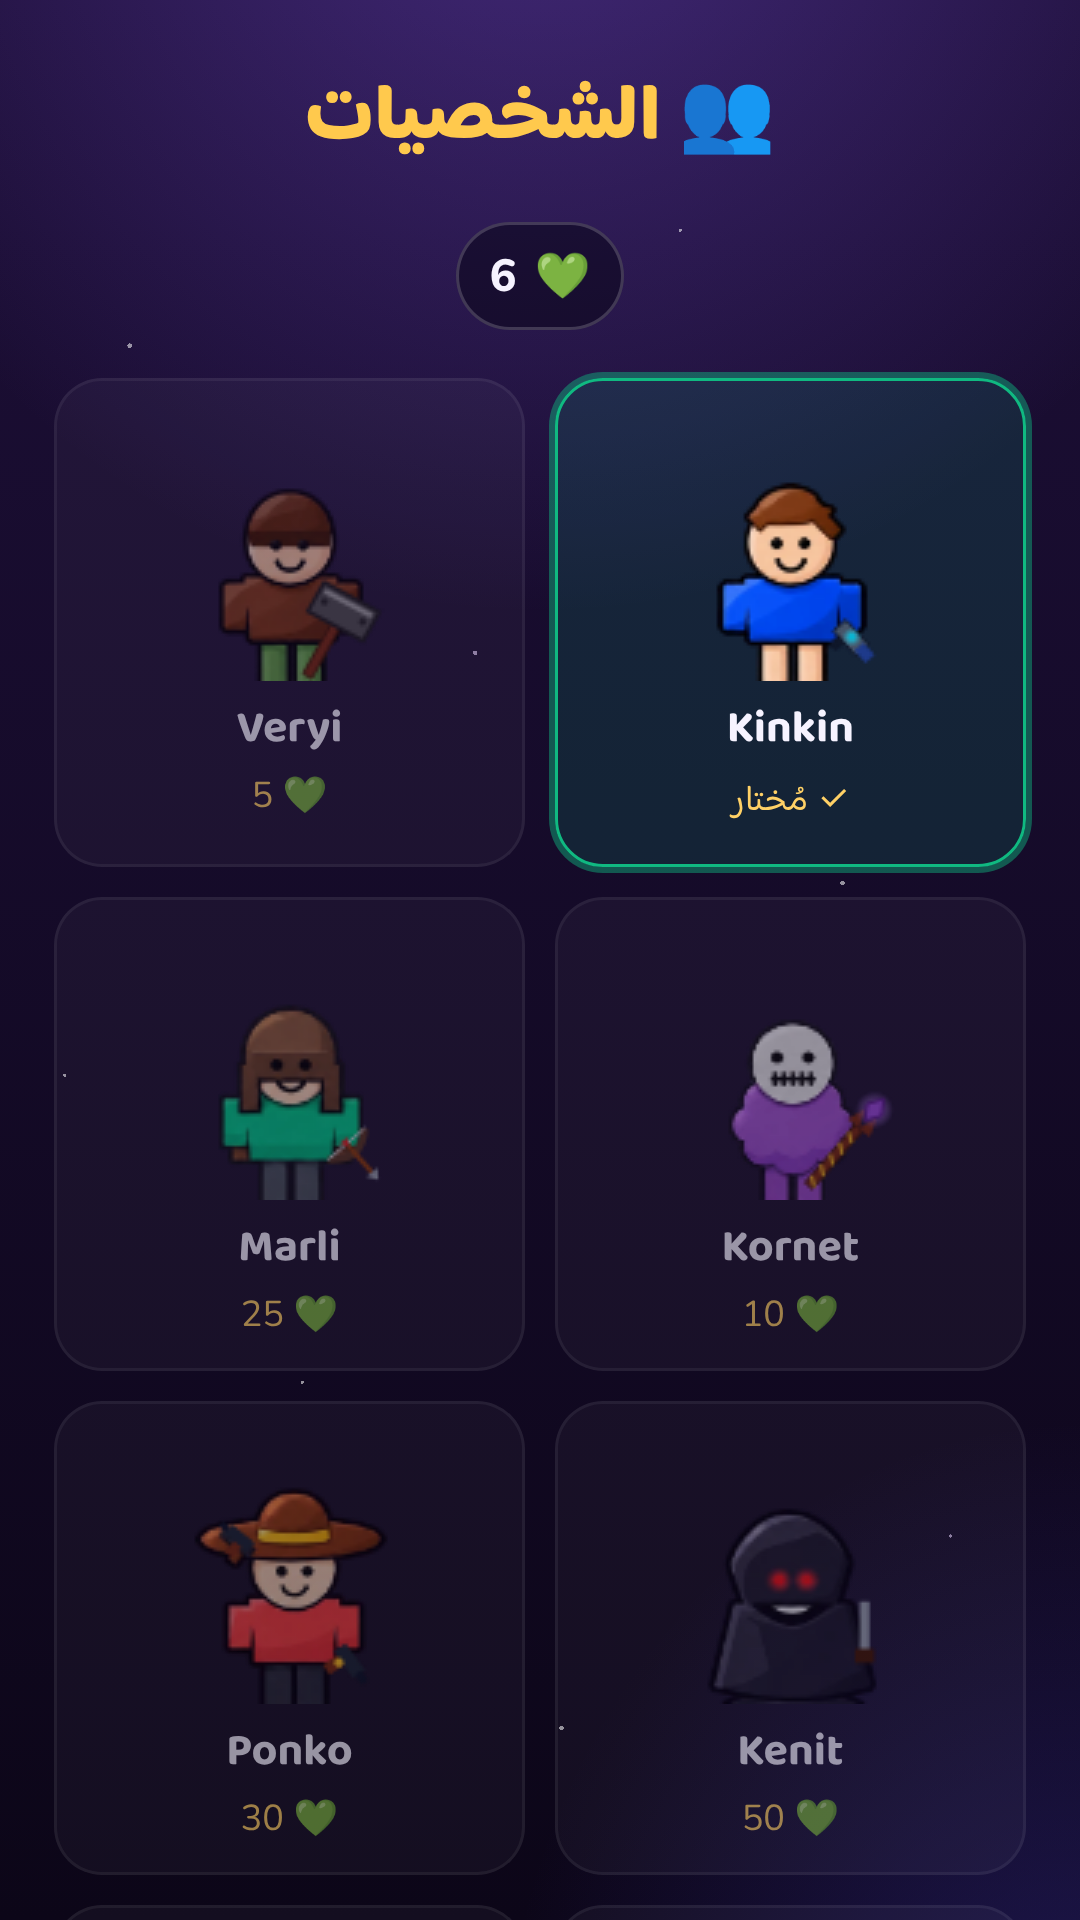 👥 الشخصيات
6 💚
Kinkin
✓ مُختار
Veryi
5 💚
Kornet
10 💚
Marli
25 💚
Kenit
50 💚
Ponko
30 💚